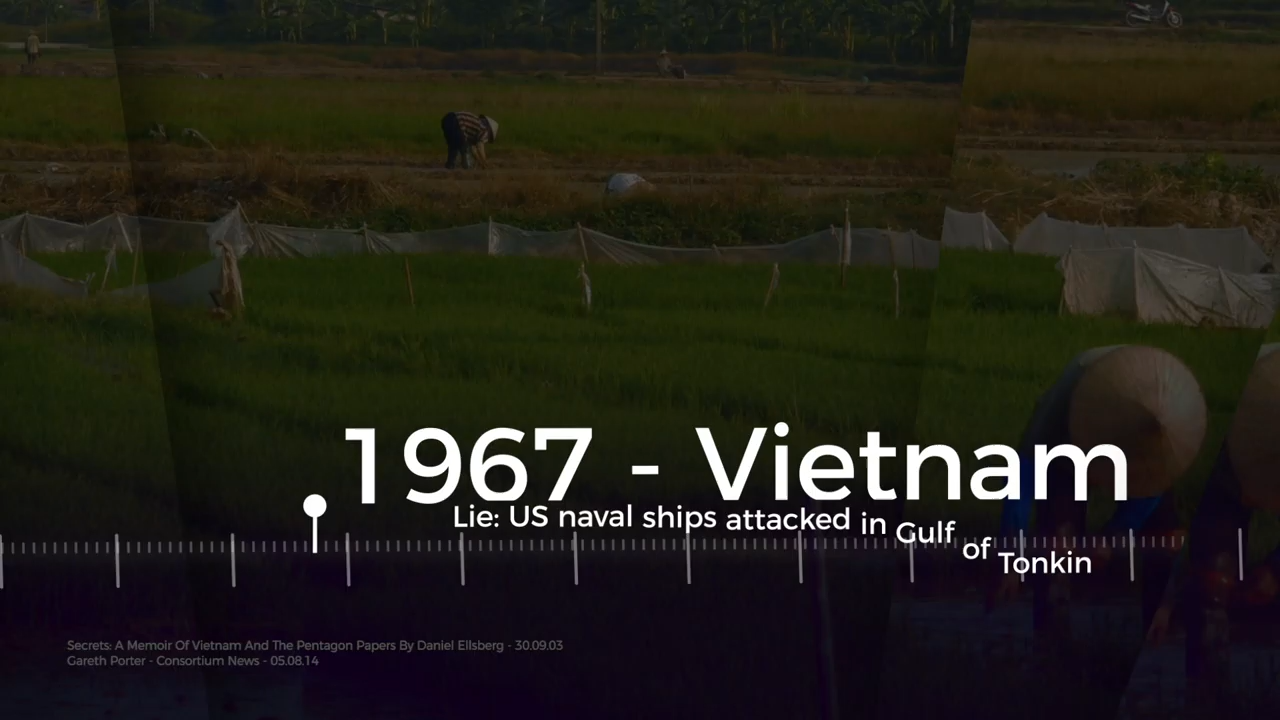 1967 - Vietnam
Lie: US naval ships attacked in Gulf of Tonkin
Secrets: A Memoir Of Vietnam And The Pentagon Papers By Daniel Ellsberg - 30.09.03
Gareth Porter - Consortium News - 05.08.14